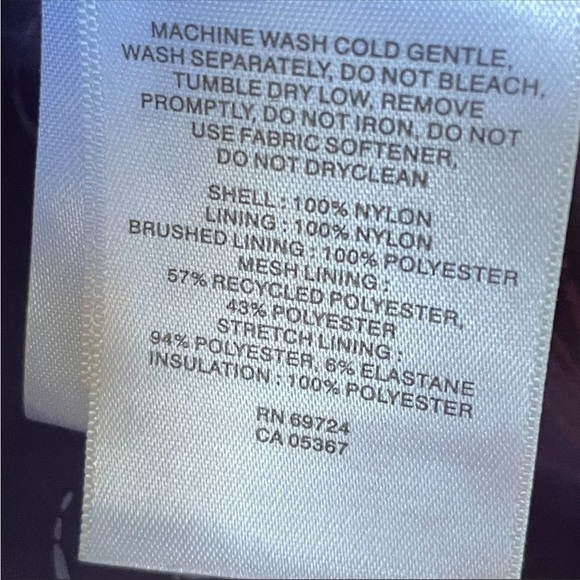 MACHINE WASH COLD GENTLE,
WASH SEPARATELY, DO NOT BLEACH,
TUMBLE DRY LOW, REMOVE
PROMPTLY, DO NOT IRON, DO NOT
USE FABRIC SOFTENER,
DO NOT DRYCLEAN
SHELL : 100% NYLON
LINING : 100% NYLON
BRUSHED LINING : 100% POLYESTER
MESH LINING :
57% RECYCLED POLYESTER,
43% POLYESTER
STRETCH LINING :
94% POLYESTER, 6% ELASTANE
INSULATION : 100% POLYESTER
RN 69724
CA 05367